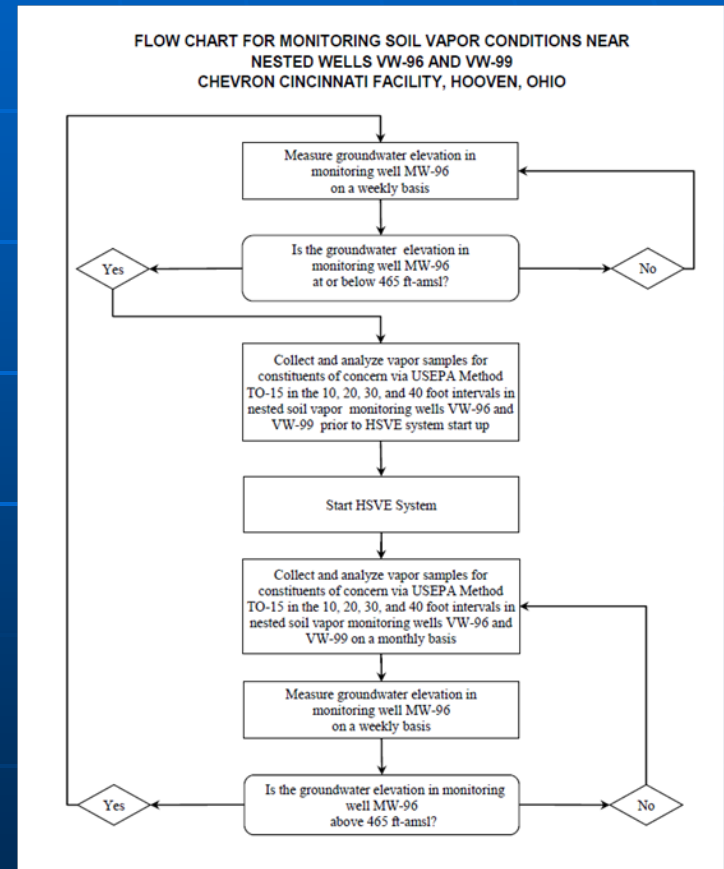 FLOW CHART FOR MONITORING SOIL VAPOR CONDITIONS NEAR
NESTED WELLS VW-96 AND VW-99
CHEVRON CINCINNATI FACILITY, HOOVEN, OHIO
Measure groundwater elevation in
monitoring well MW-96
on a weekly basis
Is the groundwater elevation in
monitoring well MW-96
at or below 465 ft-amsl?
Yes
No
Collect and analyze vapor samples for
constituents of concern via USEPA Method
TO-15 in the 10, 20, 30, and 40 foot intervals in
nested soil vapor monitoring wells VW-96 and
VW-99 prior to HSVE system start up
Start HSVE System
Collect and analyze vapor samples for
constituents of concern via USEPA Method
TO-15 in the 10, 20, 30, and 40 foot intervals in
nested soil vapor monitoring wells VW-96 and
VW-99 on a monthly basis
Measure groundwater elevation in
monitoring well MW-96
on a weekly basis
Is the groundwater elevation in monitoring
well MW-96
above 465 ft-amsl?
Yes
No